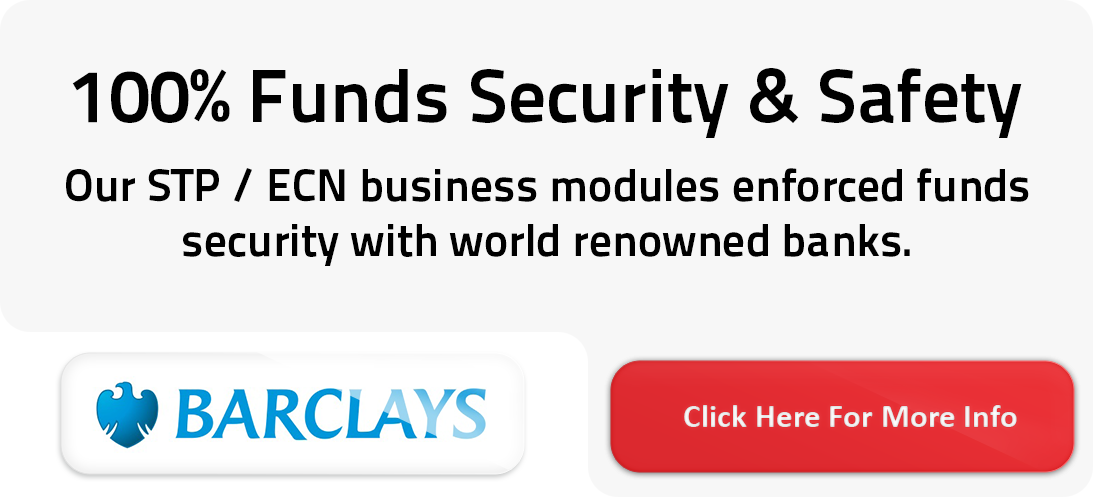 100% Funds Security & Safety
Our STP / ECN business modules enforced funds
security with world renowned banks.
BARCLAYS
Click Here For More Info